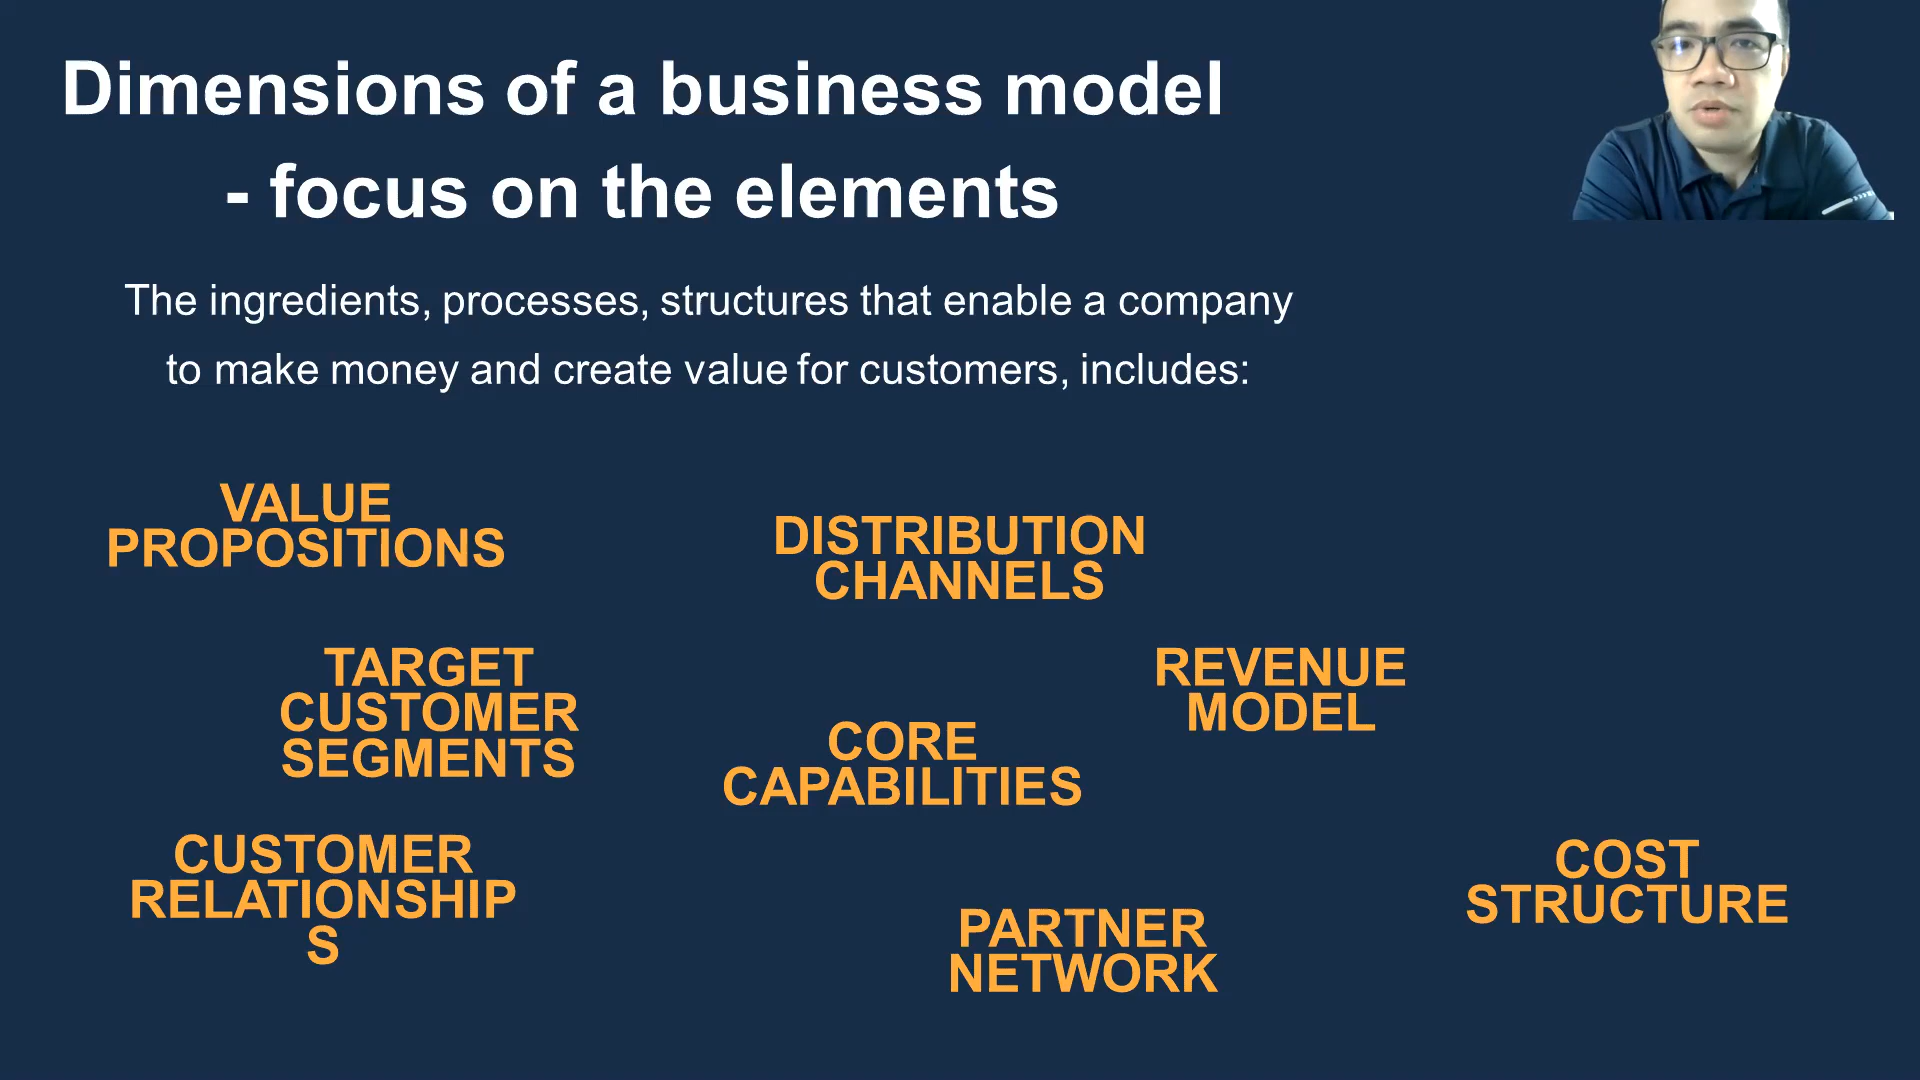 Dimensions of a business model
- focus on the elements
The ingredients, processes, structures that enable a company
to make money and create value for customers, includes:
VALUE
PROPOSITIONS
DISTRIBUTION
CHANNELS
TARGET
CUSTOMER
SEGMENTS
REVENUE
MODEL
CORE
CAPABILITIES
CUSTOMER
RELATIONSHIP
S
COST
STRUCTURE
PARTNER
NETWORK